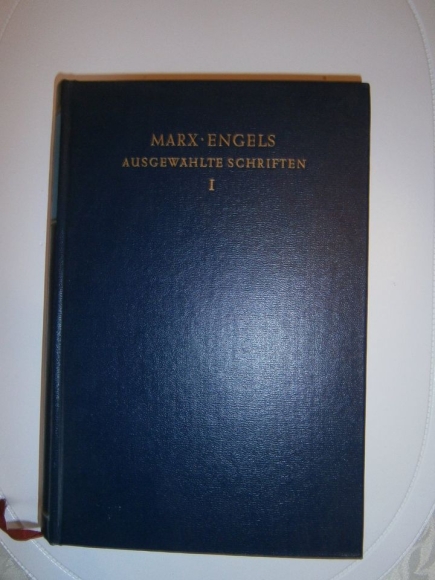 MARX · ENGELS
AUSGEWÄHLTE SCHRIFTEN
I